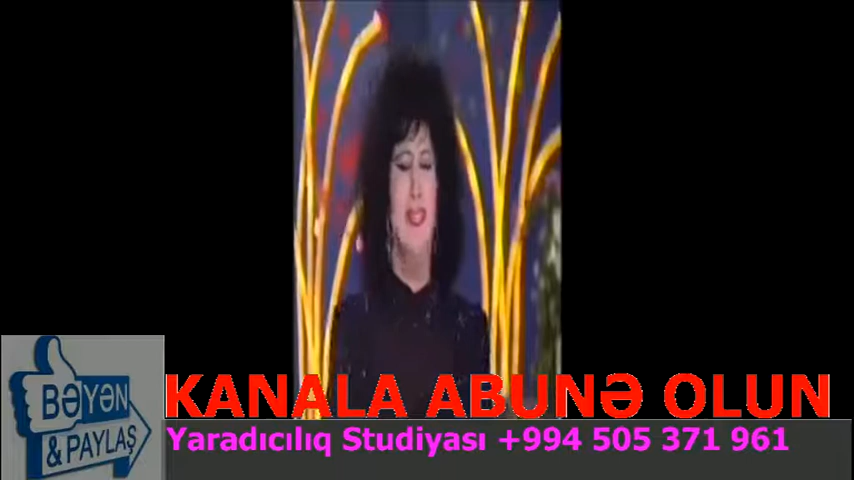 BƏYƏN
& PAYLAŞ
KANALA ABUNƏ OLUN
Yaradıcılıq Studiyası +994 505 371 961